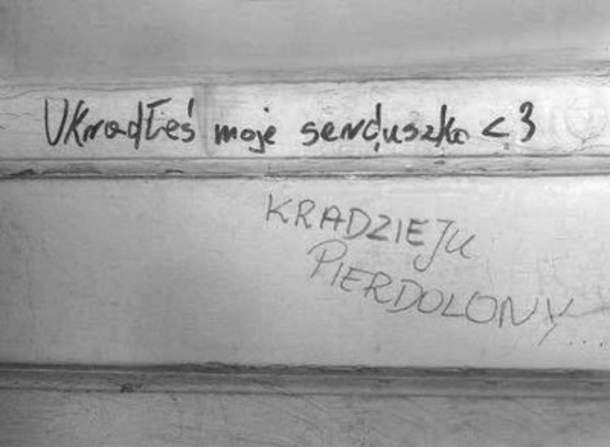 Ukradłeś moje serduszko <3
KRADZIEJU
PIERDOLONY...